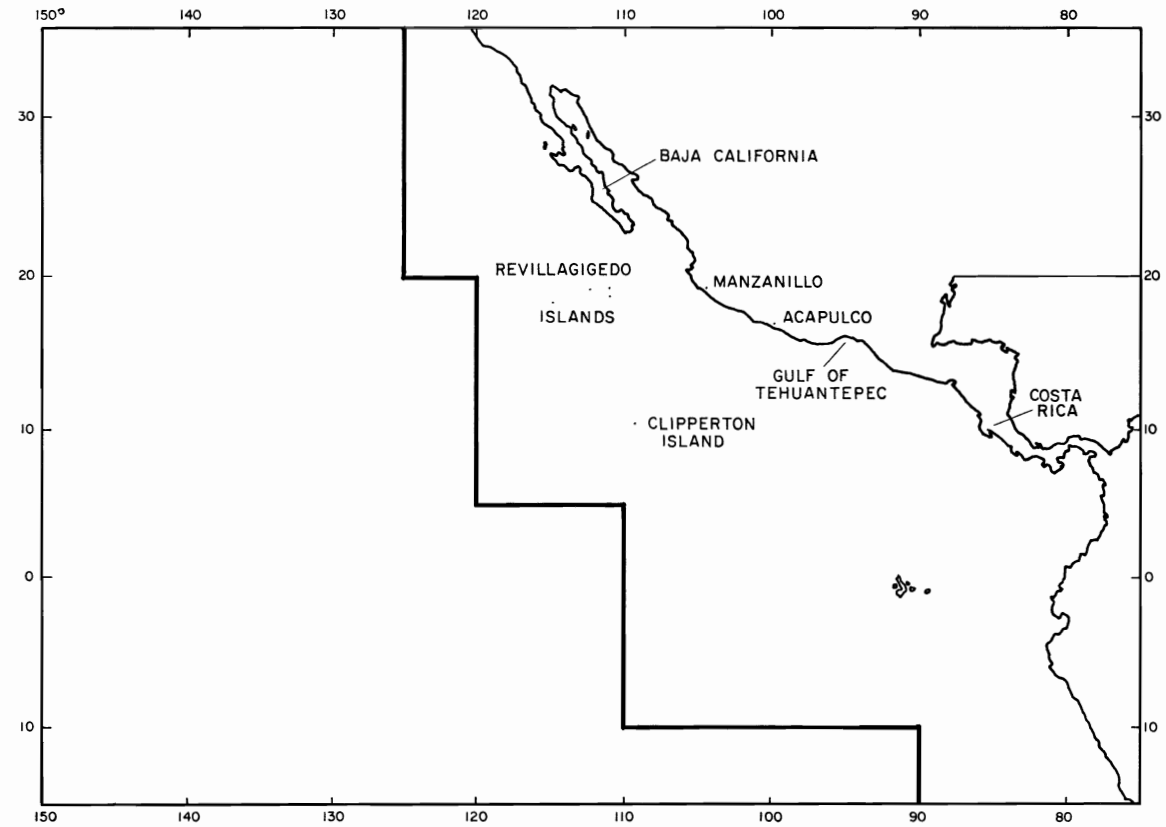 150° 140 130 120 110 100 90 80
30 30
BAJA CALIFORNIA
20 20
REVILLAGIGEDO
ISLANDS
MANZANILLO
ACAPULCO
GULF OF
TEHUANTEPEC
COSTA
RICA
CLIPPERTON
ISLAND
10 10
0 0
10 10
150 140 130 120 110 100 90 80